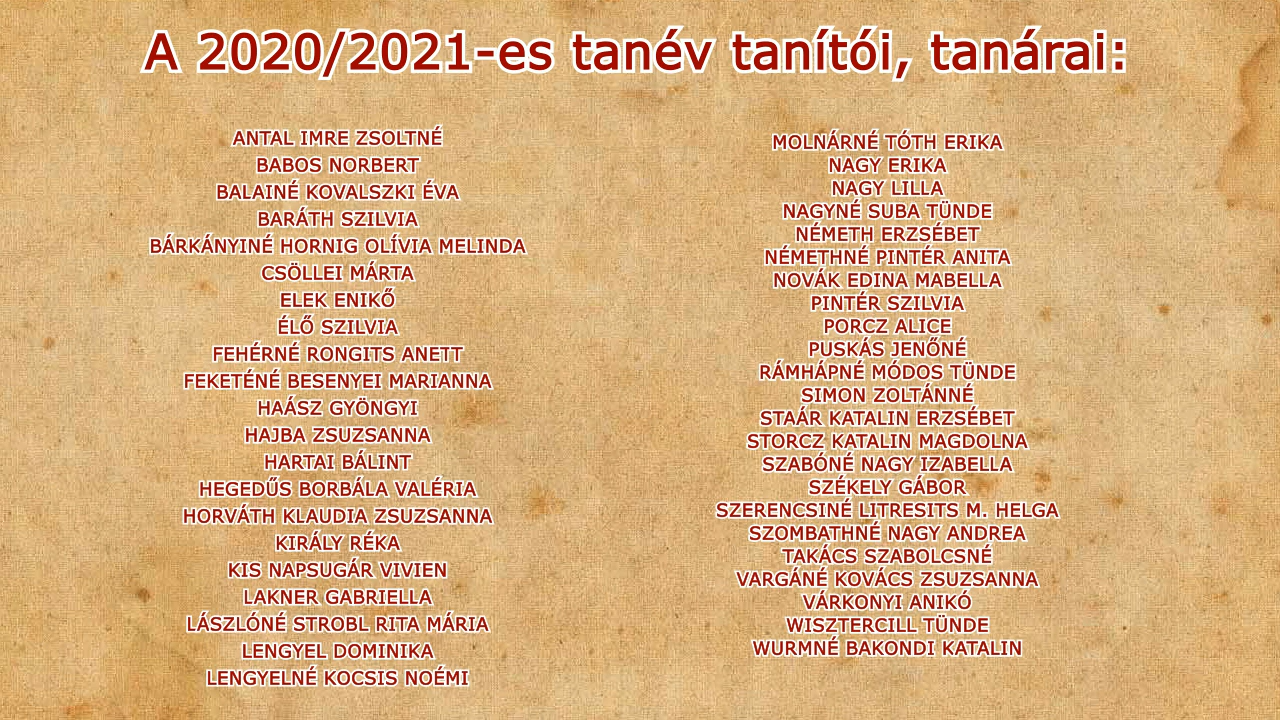 A 2020/2021-es tanév tanítói, tanárai:
ANTAL IMRE ZSOLTNÉ
BABOS NORBERT
BALAINÉ KOVALSZKI ÉVA
BARÁTH SZILVIA
BÁRKÁNYINÉ HORNIG OLÍVIA MELINDA
CSÖLLEI MÁRTA
ELEK ENIKŐ
ÉLŐ SZILVIA
FEHÉRNÉ RONGITS ANETT
FEKETÉNÉ BESENYEI MARIANNA
HAÁSZ GYÖNGYI
HAJBA ZSUZSANNA
HARTAI BÁLINT
HEGEDŰS BORBÁLA VALÉRIA
HORVÁTH KLAUDIA ZSUZSANNA
KIRÁLY RÉKA
KIS NAPSUGÁR VIVIEN
LAKNER GABRIELLA
LÁSZLÓNÉ STROBL RITA MÁRIA
LENGYEL DOMINIKA
LENGYELNÉ KOCSIS NOÉMI
MOLNÁRNÉ TÓTH ERIKA
NAGY ERIKA
NAGY LILLA
NAGYNÉ SUBA TÜNDE
NÉMETH ERZSÉBET
NÉMETHNÉ PINTÉR ANITA
NOVÁK EDINA MABELLA
PINTÉR SZILVIA
PORCZ ALICE
PUSKÁS JENŐNÉ
RÁMHÁPNÉ MÓDOS TÜNDE
SIMON ZOLTÁNNÉ
STAÁR KATALIN ERZSÉBET
STORCZ KATALIN MAGDOLNA
SZABÓNÉ NAGY IZABELLA
SZÉKELY GÁBOR
SZERENCSINÉ LITRESITS M. HELGA
SZOMBATHNÉ NAGY ANDREA
TAKÁCS SZABOLCSNÉ
VARGÁNÉ KOVÁCS ZSUZSANNA
VÁRKONYI ANIKÓ
WISZTERCILL TÜNDE
WURMNÉ BAKONDI KATALIN